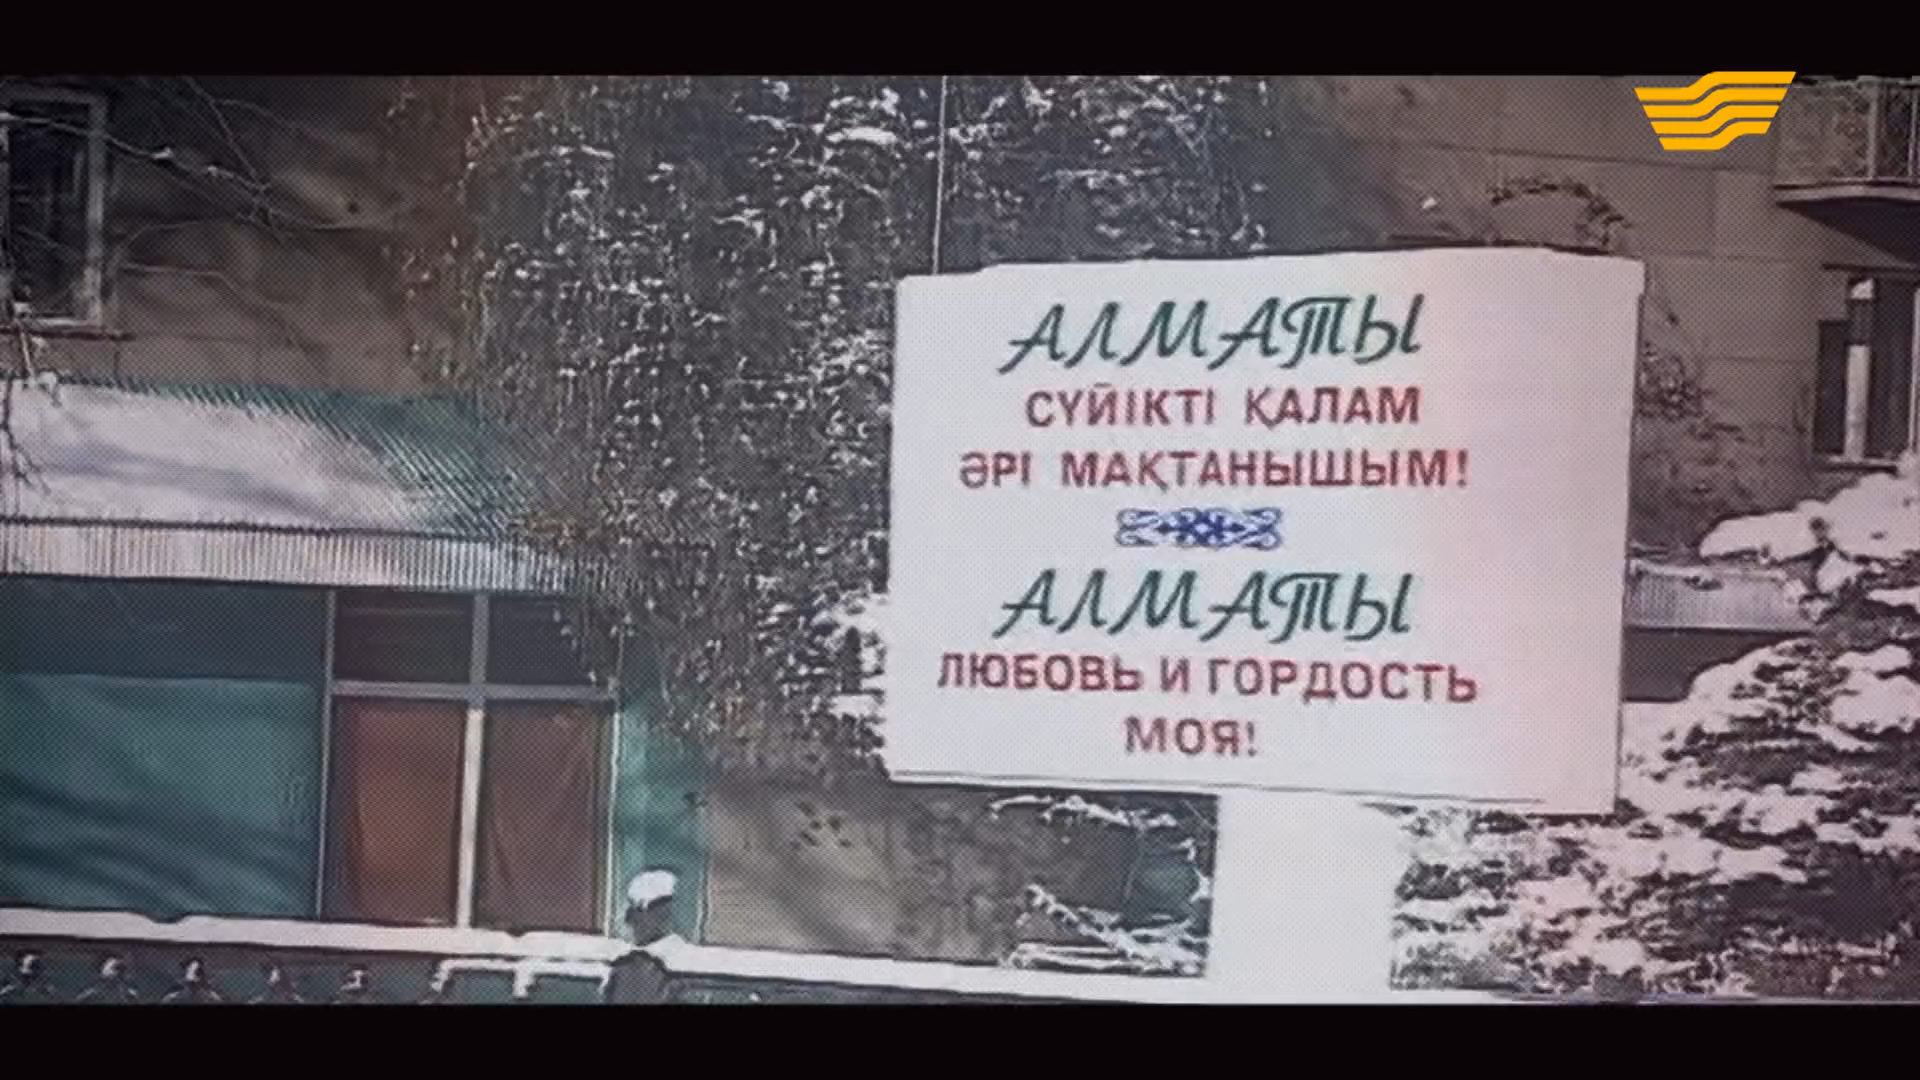 АЛМАТЫ
СҮЙІКТІ ҚАЛАМ
ӘРІ МАҚТАНЫШЫМ!
АЛМАТЫ
ЛЮБОВЬ И ГОРДОСТЬ
МОЯ!